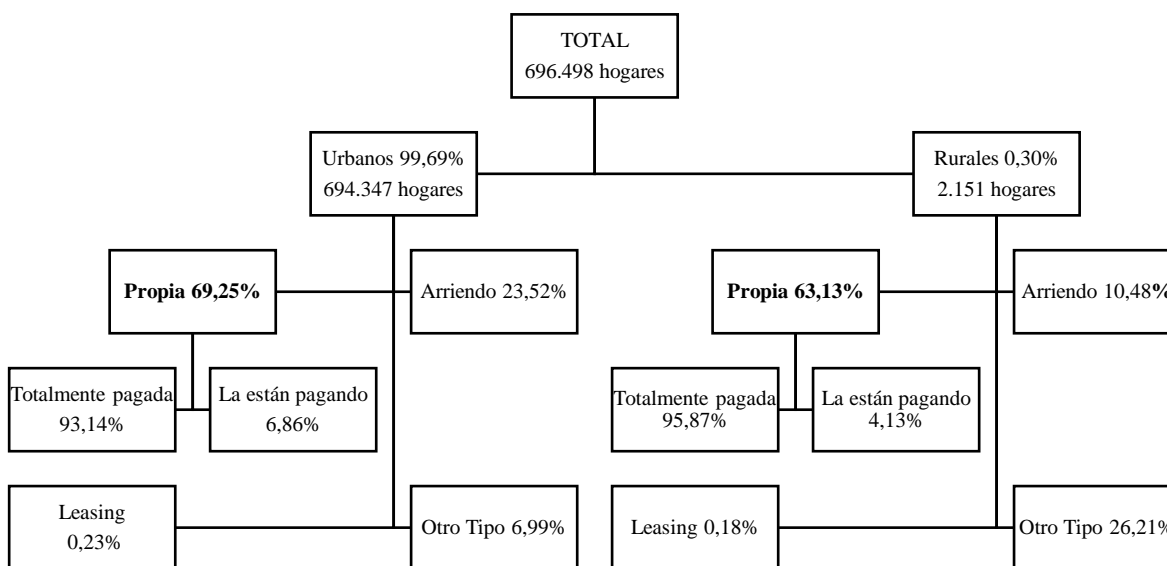 TOTAL
696.498 hogares
Urbanos 99,69%
694.347 hogares
Rurales 0,30%
2.151 hogares
Propia 69,25%
Arriendo 23,52%
Propia 63,13%
Arriendo 10,48%
Totalmente pagada
93,14%
La están pagando
6,86%
Totalmente pagada
95,87%
La están pagando
4,13%
Leasing
0,23%
Otro Tipo 6,99%
Leasing 0,18%
Otro Tipo 26,21%